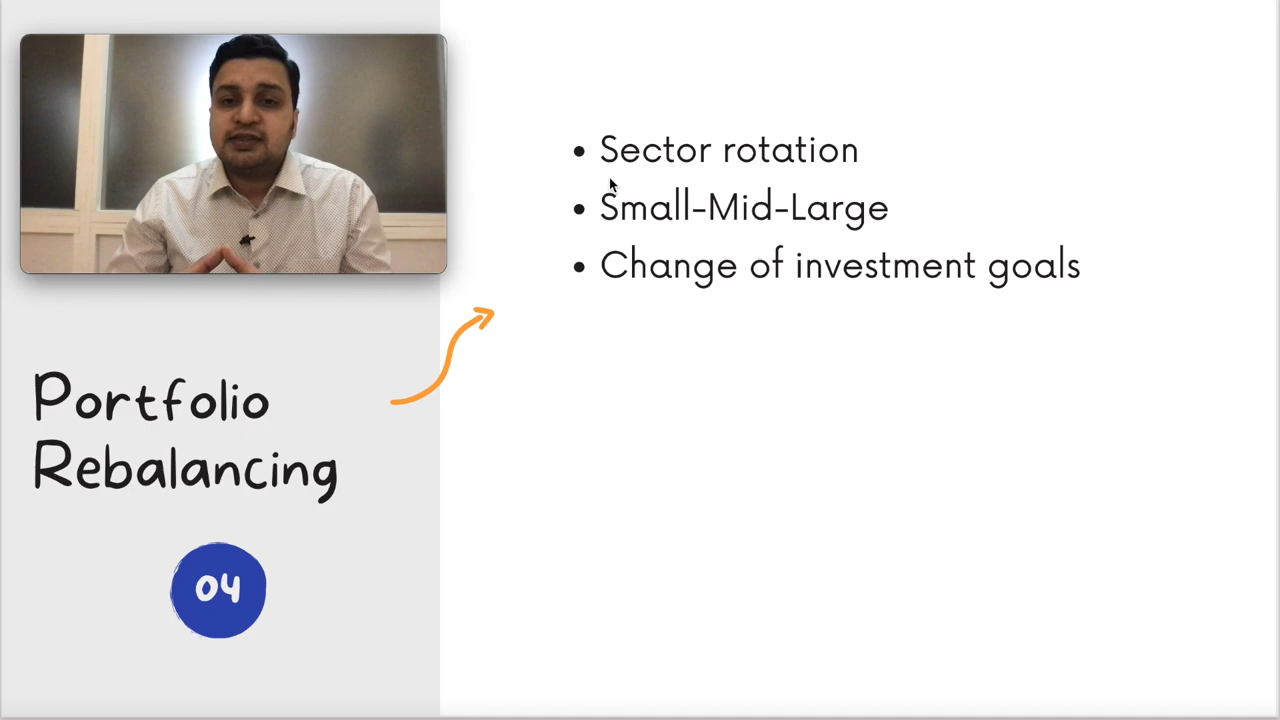 Sector rotation
Small-Mid-Large
Change of investment goals
Portfolio
Rebalancing
04